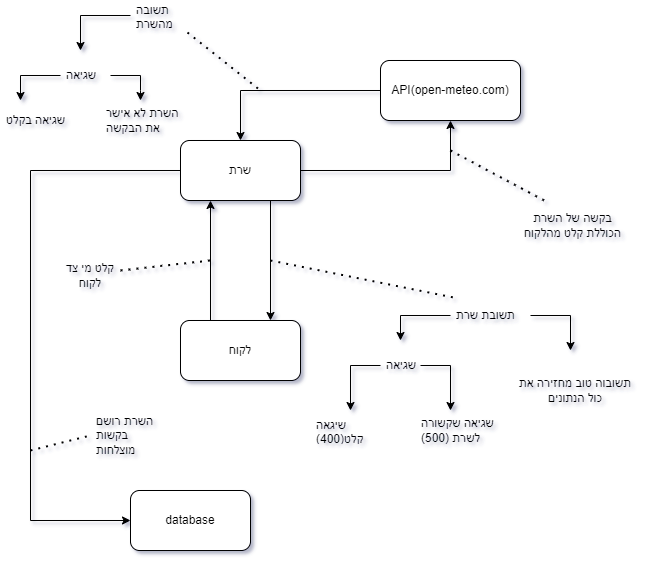 תשובה
מהשרת
שגיאה
שגיאה בקלט
השרת לא אישר
את הבקשה
API(open-meteo.com)
שרת
בקשה של השרת
הכוללת קלט מהלקוח
קלט מי צד
לקוח
לקוח
תשובת שרת
שגיאה
תשובוה טוב מחזירה את
כול הנתונים
שיגאה
קלט(400)
שגיאה שקשורה
לשרת (500)
השרת רושם
בקשות
מוצלחות
database